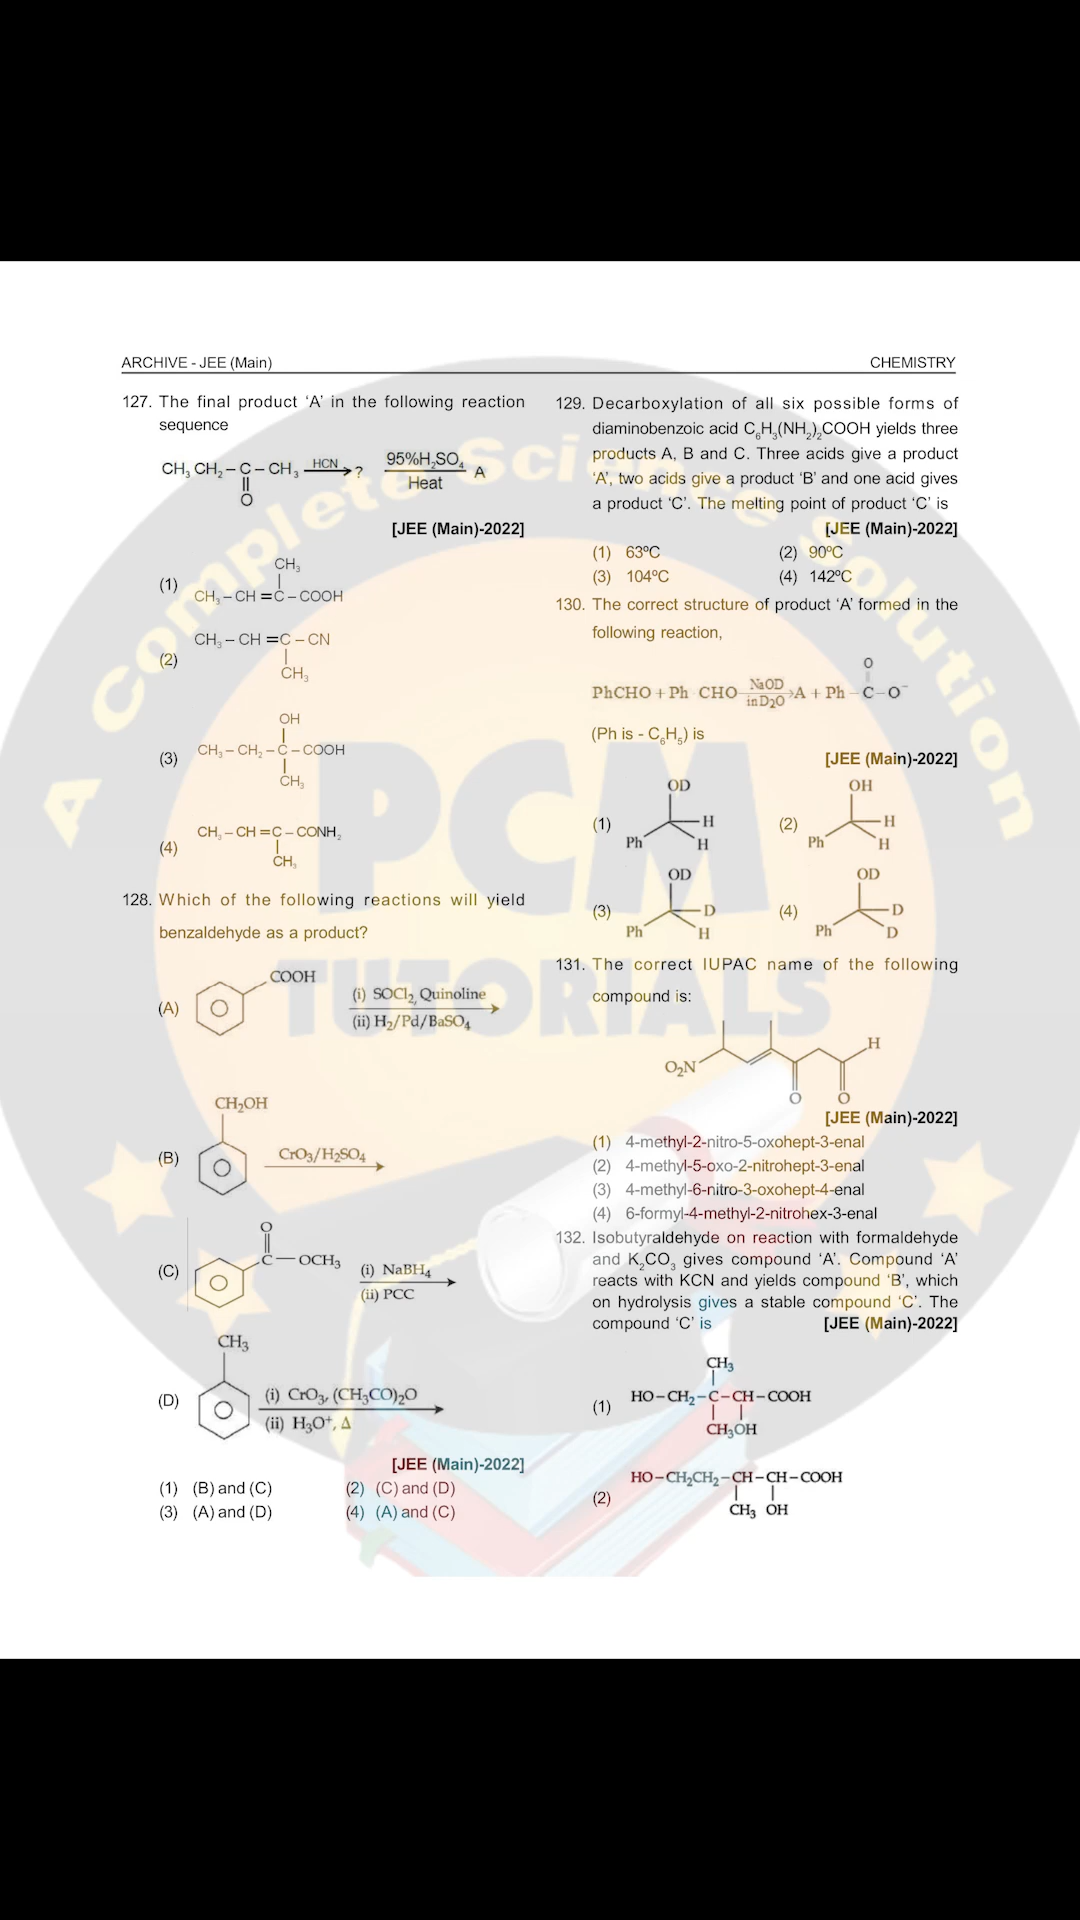 ARCHIVE - JEE (Main)
CHEMISTRY
127. The final product 'A' in the following reaction
sequence
CH₃ CH₂ – C – CH₃ HCN → ? 95%H₂SO₄ A
Heat
O
[JEE (Main)-2022]
CH₃
(1)
CH₃ – CH = C – COOH
CH₃ – CH = C – CN
(2)
CH₃
OH
(3) CH₃ – CH₂ – C – COOH
CH₃
CH₃ – CH = C – CONH₂
(4)
CH₃
128. Which of the following reactions will yield
benzaldehyde as a product?
COOH
(A) (i) SOCl₂, Quinoline
(ii) H₂/Pd/BaSO₄
CH₂OH
(B) CrO₃/H₂SO₄
O
C – OCH₃
(C) (i) NaBH₄
(ii) PCC
CH₃
(D) (i) CrO₃, (CH₃CO)₂O
(ii) H₃O⁺, Δ
[JEE (Main)-2022]
(1) (B) and (C) (2) (C) and (D)
(3) (A) and (D) (4) (A) and (C)
129. Decarboxylation of all six possible forms of
diaminobenzoic acid C₆H₃(NH₂)₂COOH yields three
products A, B and C. Three acids give a product
'A', two acids give a product 'B' and one acid gives
a product 'C'. The melting point of product 'C' is
[JEE (Main)-2022]
(1) 63ºC (2) 90ºC
(3) 104ºC (4) 142ºC
130. The correct structure of product 'A' formed in the
following reaction,
O
PhCHO + Ph CHO NaOD → A + Ph – C – O⁻
in D₂O
(Ph is - C₆H₅) is
[JEE (Main)-2022]
OD OH
(1) H (2) H
Ph H Ph H
OD OD
(3) D (4) D
Ph H Ph D
131. The correct IUPAC name of the following
compound is:
H
O₂N
O O
[JEE (Main)-2022]
(1) 4-methyl-2-nitro-5-oxohept-3-enal
(2) 4-methyl-5-oxo-2-nitrohept-3-enal
(3) 4-methyl-6-nitro-3-oxohept-4-enal
(4) 6-formyl-4-methyl-2-nitrohex-3-enal
132. Isobutyraldehyde on reaction with formaldehyde
and K₂CO₃ gives compound 'A'. Compound 'A'
reacts with KCN and yields compound 'B', which
on hydrolysis gives a stable compound 'C'. The
compound 'C' is [JEE (Main)-2022]
CH₃
HO – CH₂ – C – CH – COOH
(1)
CH₃OH
HO – CH₂CH₂ – CH – CH – COOH
(2)
CH₃ OH
A Complete Science Solution
PCM
TUTORIALS